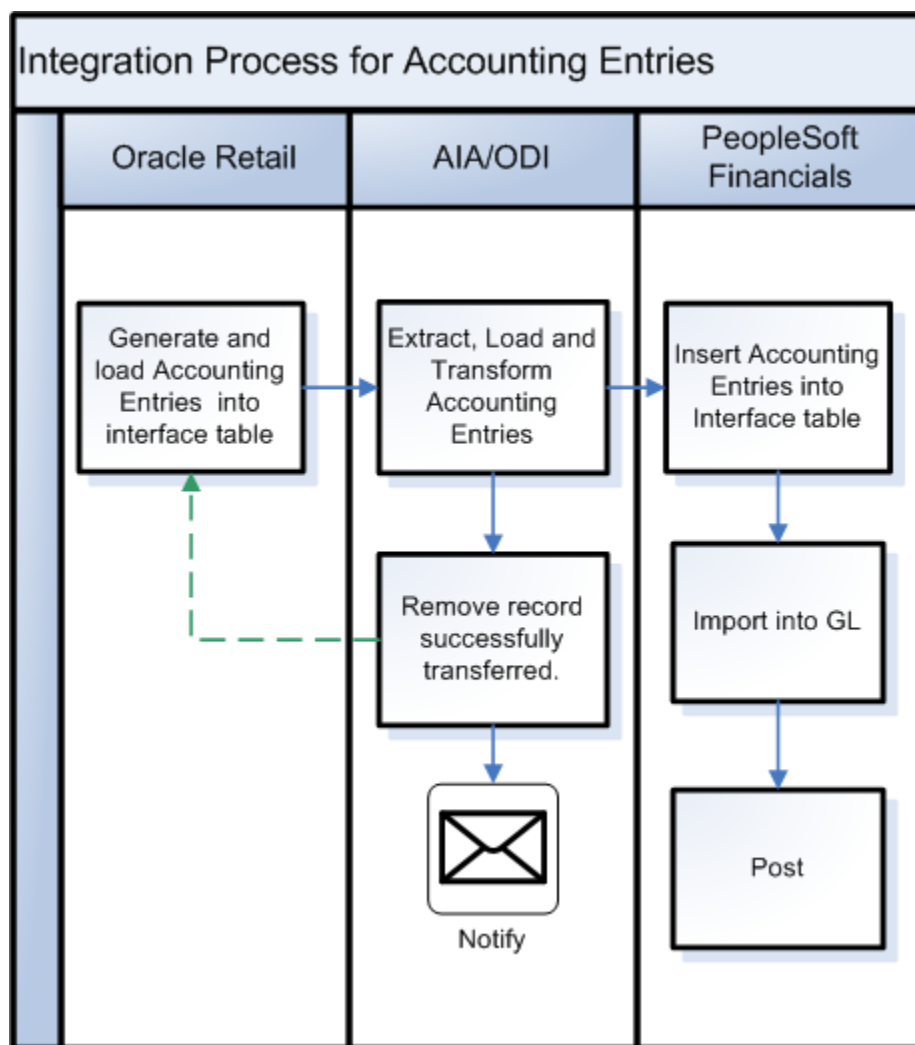 Integration Process for Accounting Entries
Oracle Retail
AIA/ODI
PeopleSoft
Financials
Generate and
load Accounting
Entries into
interface table
Extract, Load and
Transform
Accounting
Entries
Insert Accounting
Entries into
Interface table
Remove record
successfully
transferred.
Import into GL
Notify
Post